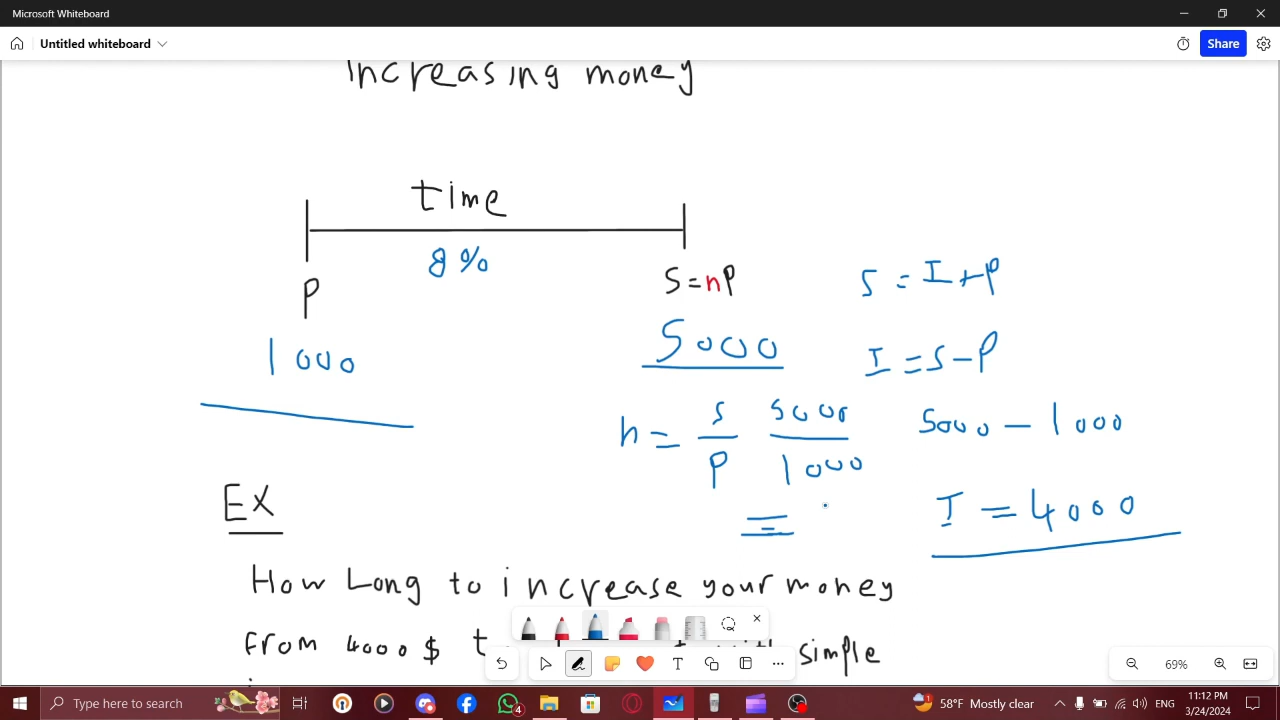 Microsoft Whiteboard
Untitled whiteboard
Share
increasing money
time
8%
P
S=nP
1000
5000
S = I+P
I = S-P
n = S/P 5000/1000
=
5000 - 1000
I = 4000
EX
How Long to increase your money
From 4000$ simple
69%
Type here to search
4
1
58°F Mostly clear
11:12 PM
3/24/2024